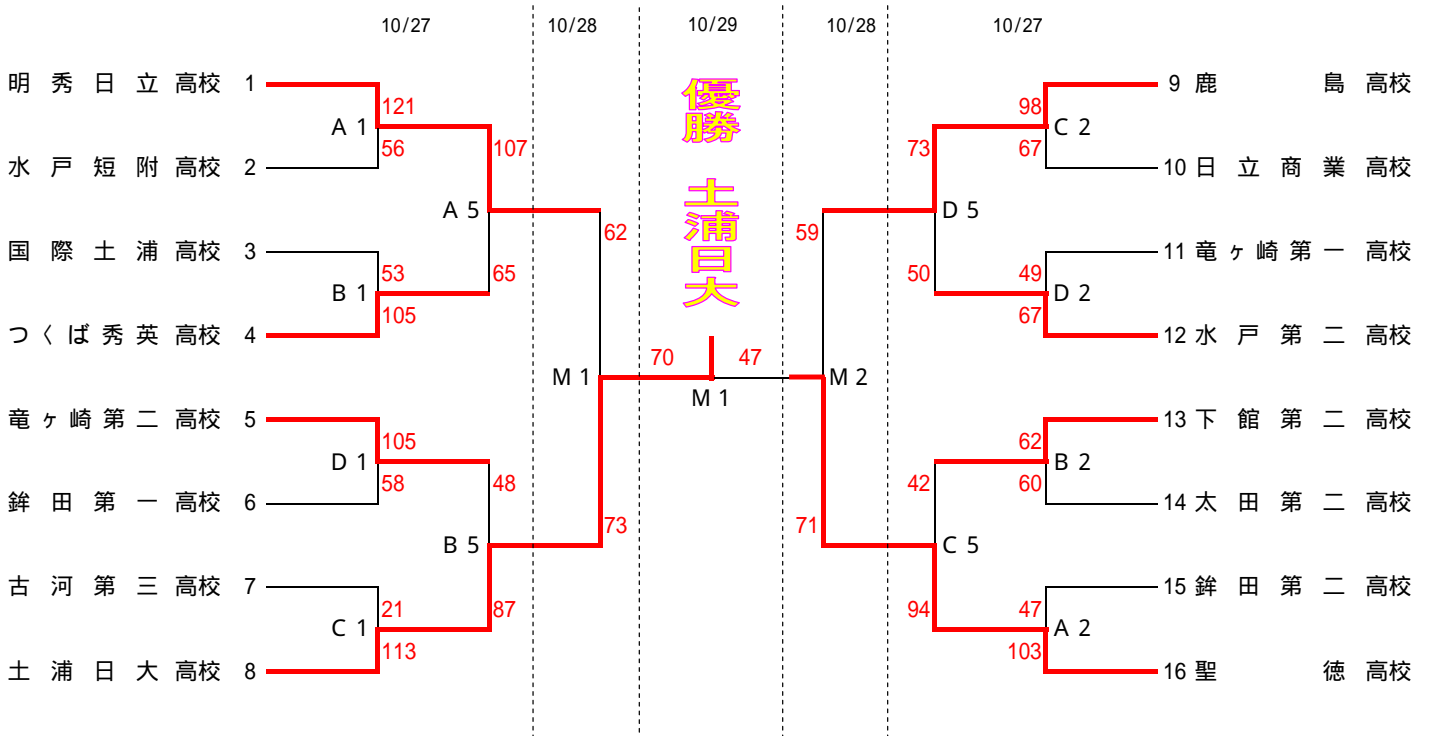 10/27 10/28 10/29 10/28 10/27
優勝 土浦日大
明秀日立高校 1
121
A 1
56
水戸短附高校 2
107
A 5
65
国際土浦高校 3
53
B 1
105
つくば秀英高校 4
62
M 1
73
竜ヶ崎第二高校 5
105
D 1
58
鉾田第一高校 6
48
B 5
87
古河第三高校 7
21
C 1
113
土浦日大高校 8
70 47
M 1
9 鹿島高校
98
C 2
67
10 日立商業高校
73
D 5
50
11 竜ヶ崎第一高校
49
D 2
67
12 水戸第二高校
59
M 2
71
13 下館第二高校
62
B 2
60
14 太田第二高校
42
C 5
94
15 鉾田第二高校
47
A 2
103
16 聖徳高校